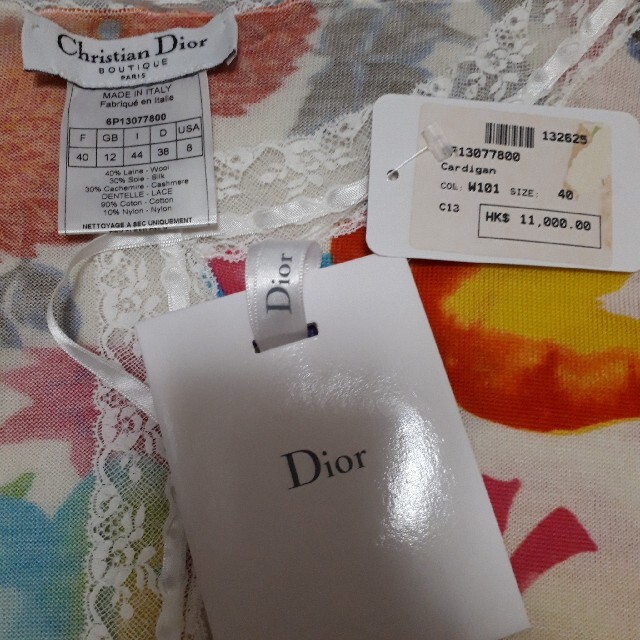 Christian Dior
BOUTIQUE
PARIS
MADE IN ITALY
Fabriqué en Italie
6P13077800
F GB I D USA
40 12 44 38 8
40% Laine - Wool
30% Soie - Silk
30% Cachemire - Cashmere
DENTELLE - LACE
90% Coton - Cotton
10% Nylon - Nylon
NETTOYAGE A SEC UNIQUEMENT
132625
P13077800
Cardigan
COL: W101 SIZE: 40
C13 HK$ 11,000.00
Dior
Dior